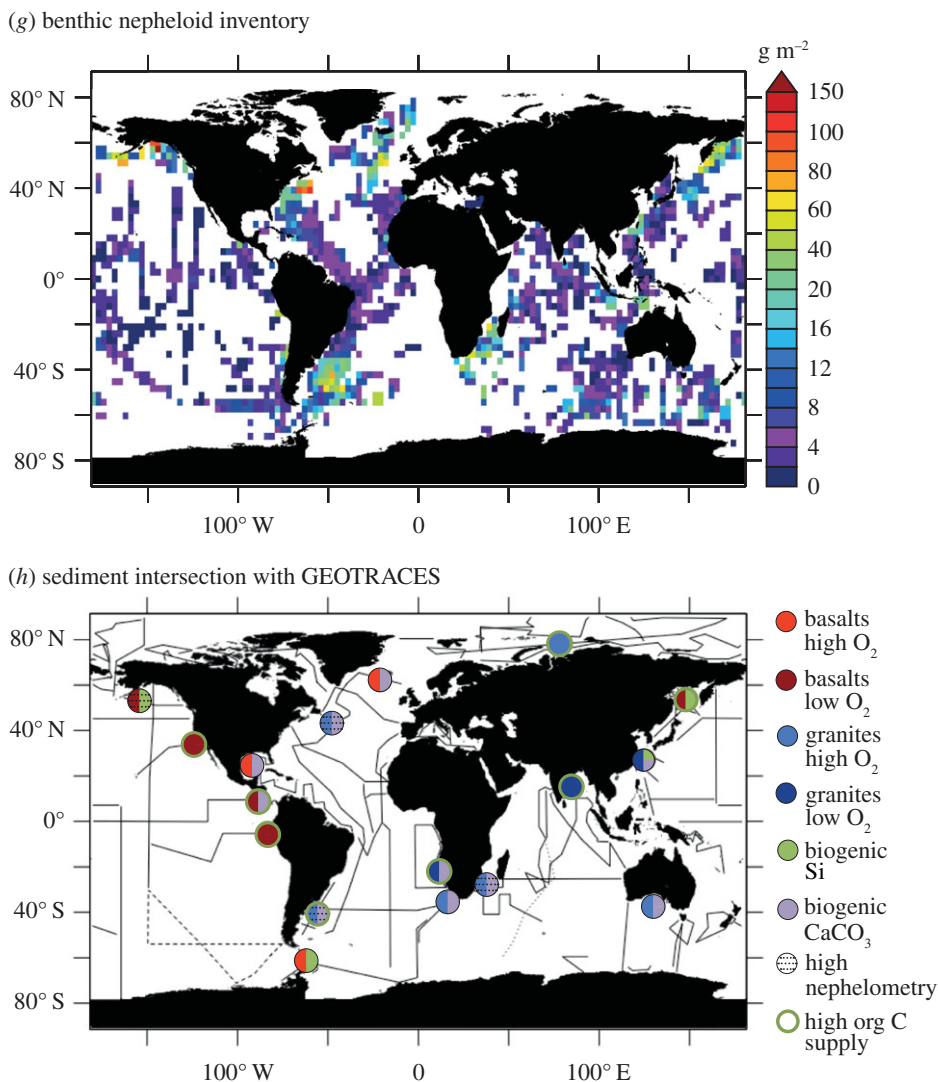 (g) benthic nepheloid inventory
g m⁻²
80° N
40° N
0°
40° S
80° S
100° W
0
100° E
150
100
80
60
40
20
16
12
8
4
0
(h) sediment intersection with GEOTRACES
80° N
40° N
0°
40° S
80° S
100° W
0
100° E
basalts
high O₂
basalts
low O₂
granites
high O₂
granites
low O₂
biogenic
Si
biogenic
CaCO₃
high
nephelometry
high org C
supply